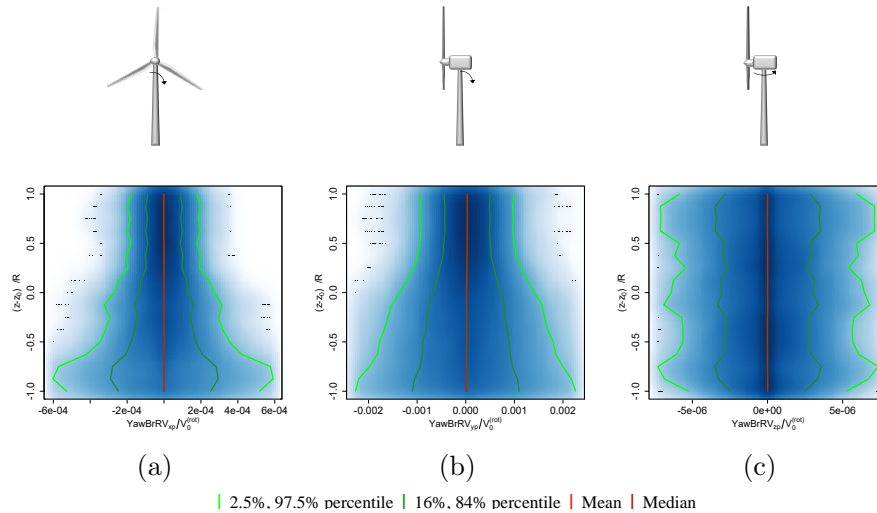 1.0
0.5
0.0
-0.5
-1.0
(z-z₀) /R
-6e-04 -2e-04 2e-04 6e-04
YawBrRVxp/V₀(rot)
1.0
0.5
0.0
-0.5
-1.0
(z-z₀) /R
-0.002 -0.001 0.000 0.001 0.002
YawBrRVyp/V₀(rot)
1.0
0.5
0.0
-0.5
-1.0
(z-z₀) /R
-5e-06 0e+00 5e-06
YawBrRVzp/V₀(rot)
(a) (b) (c)
2.5%, 97.5% percentile 16%, 84% percentile Mean Median